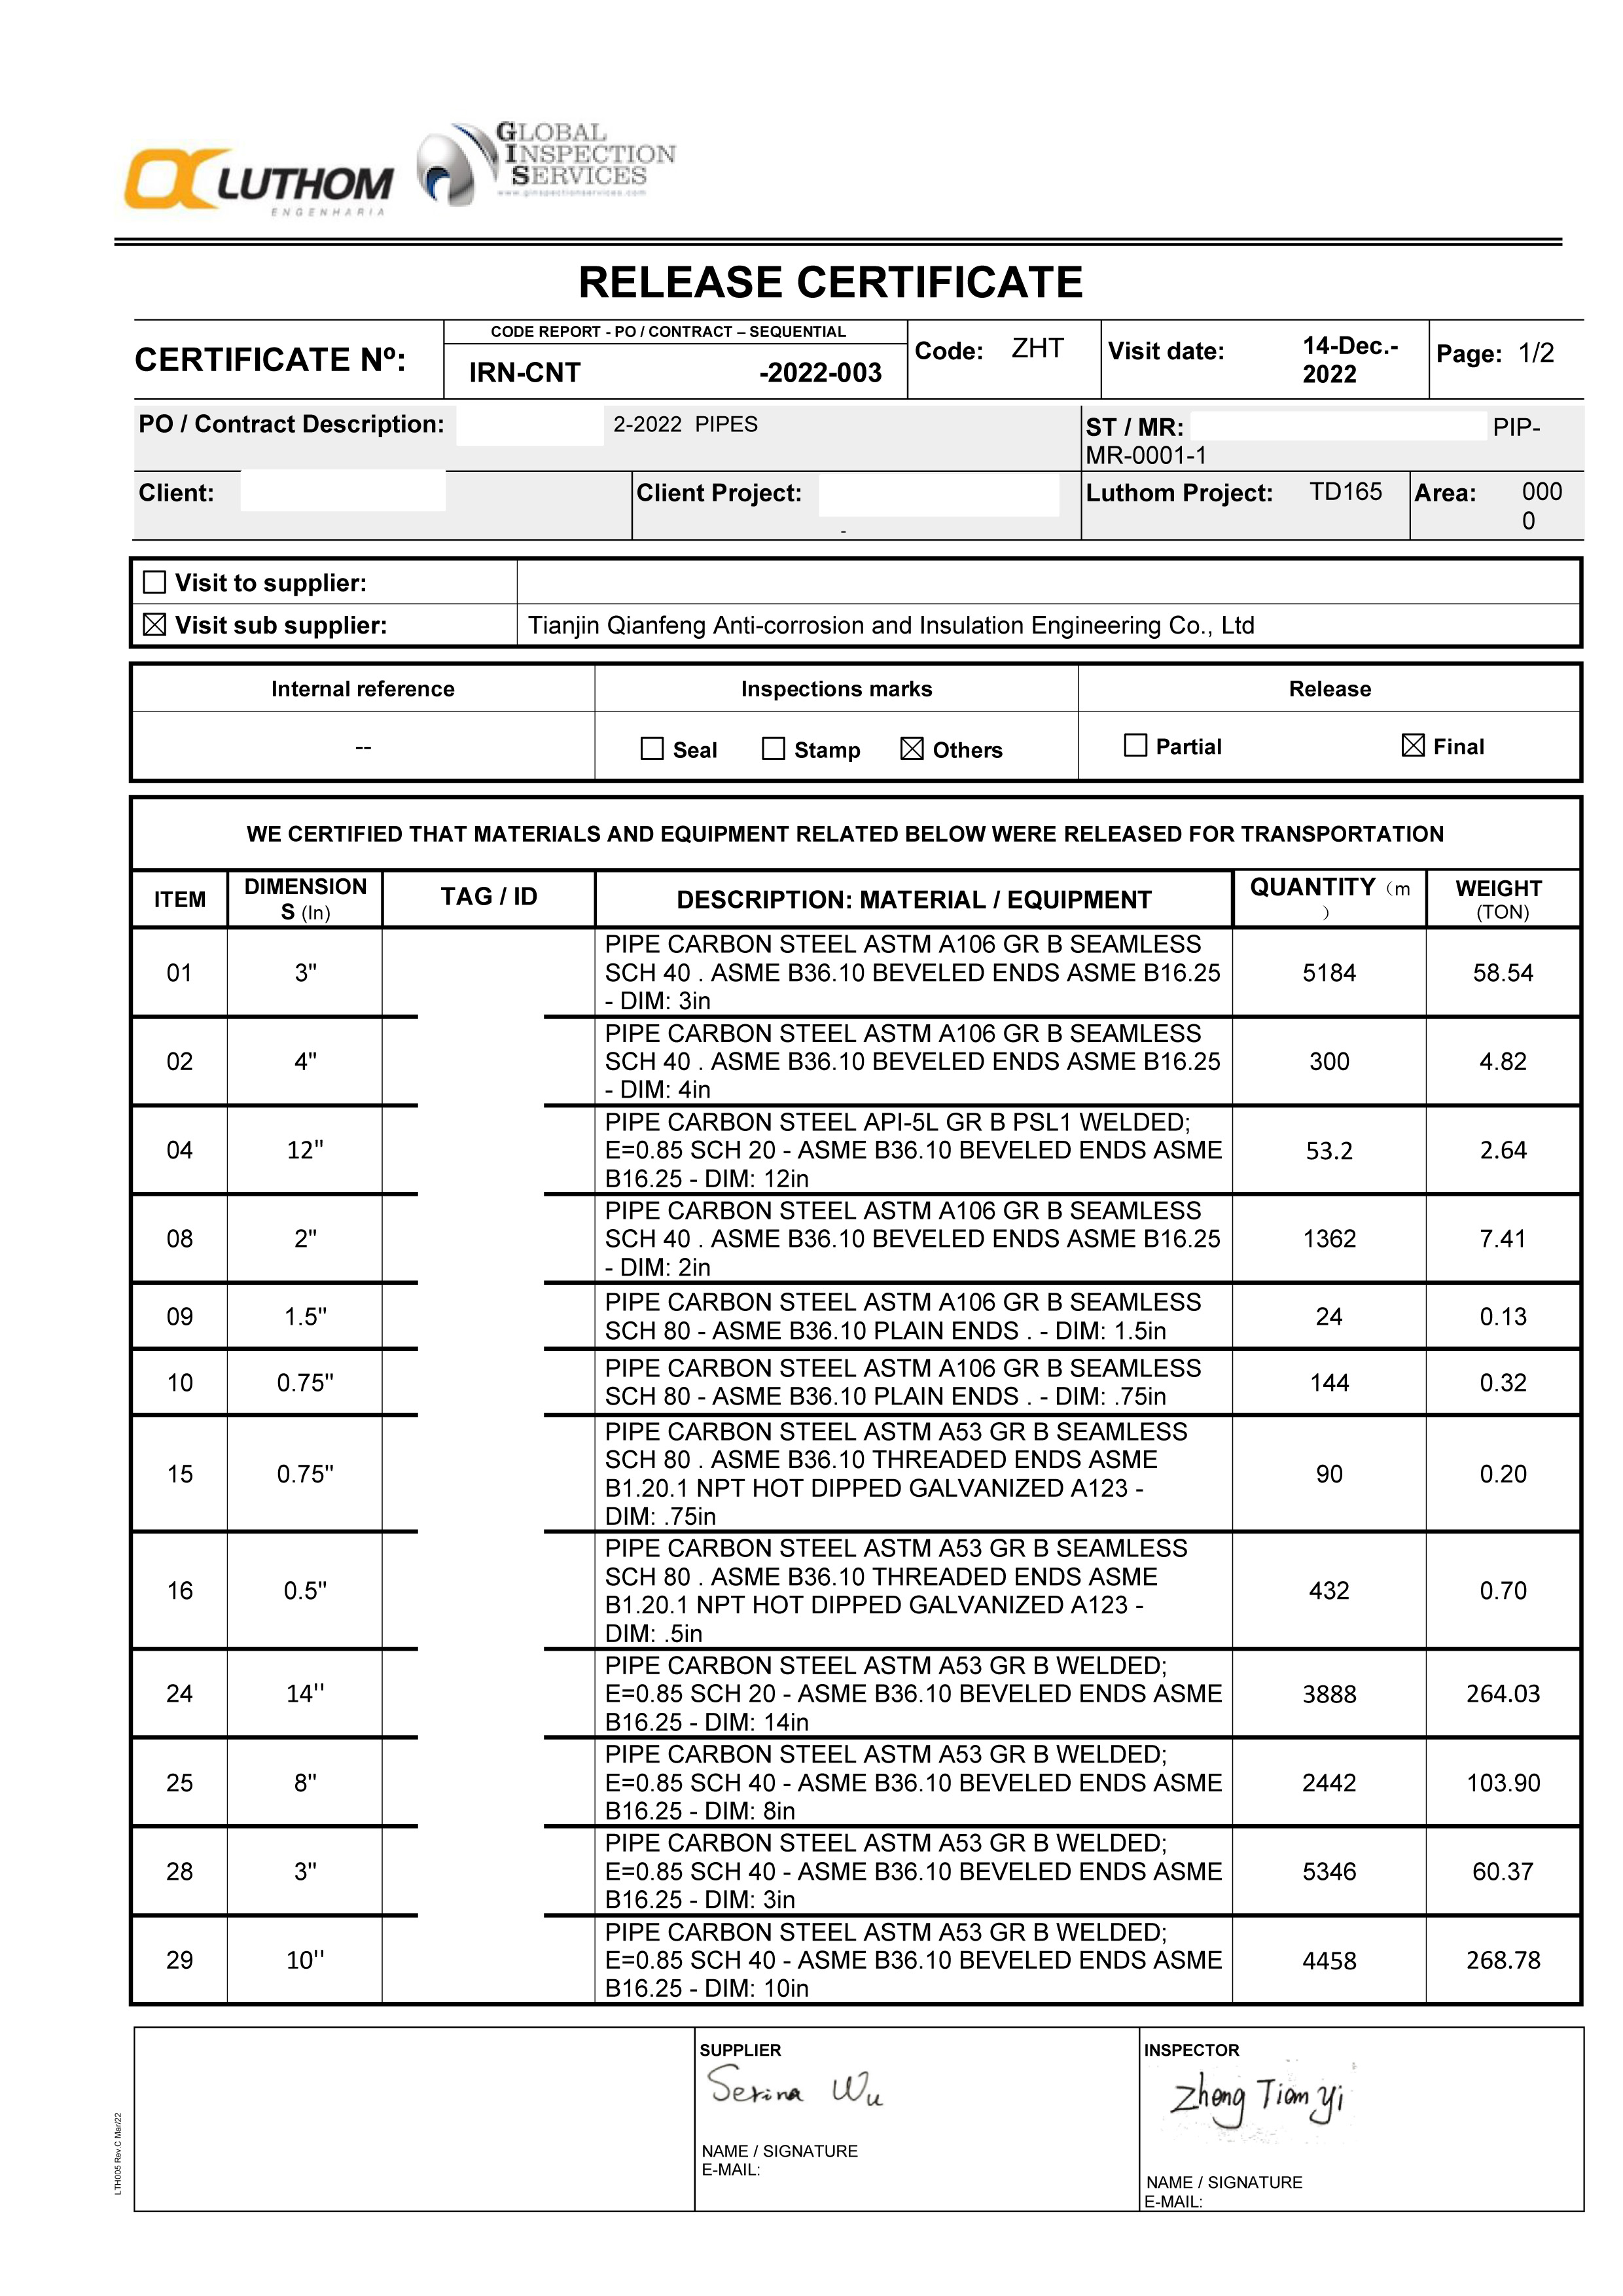 LUTHOM
ENGENHARIA
GLOBAL
INSPECTION
SERVICES
www.ginspectionservices.com
RELEASE CERTIFICATE
CERTIFICATE Nº:
CODE REPORT - PO / CONTRACT – SEQUENTIAL
IRN-CNT -2022-003
Code: ZHT
Visit date: 14-Dec.-
2022
Page: 1/2
PO / Contract Description: 2-2022 PIPES
ST / MR: PIP-
MR-0001-1
Client:
Client Project:
-
Luthom Project: TD165
Area: 000
0
☐ Visit to supplier:
☒ Visit sub supplier: Tianjin Qianfeng Anti-corrosion and Insulation Engineering Co., Ltd
Internal reference Inspections marks Release
-- ☐ Seal ☐ Stamp ☒ Others ☐ Partial ☒ Final
WE CERTIFIED THAT MATERIALS AND EQUIPMENT RELATED BELOW WERE RELEASED FOR TRANSPORTATION
ITEM
DIMENSION
S (In)
TAG / ID
DESCRIPTION: MATERIAL / EQUIPMENT
QUANTITY（m
）
WEIGHT
(TON)
01 3"
PIPE CARBON STEEL ASTM A106 GR B SEAMLESS
SCH 40 . ASME B36.10 BEVELED ENDS ASME B16.25
- DIM: 3in
5184 58.54
02 4"
PIPE CARBON STEEL ASTM A106 GR B SEAMLESS
SCH 40 . ASME B36.10 BEVELED ENDS ASME B16.25
- DIM: 4in
300 4.82
04 12"
PIPE CARBON STEEL API-5L GR B PSL1 WELDED;
E=0.85 SCH 20 - ASME B36.10 BEVELED ENDS ASME
B16.25 - DIM: 12in
53.2 2.64
08 2"
PIPE CARBON STEEL ASTM A106 GR B SEAMLESS
SCH 40 . ASME B36.10 BEVELED ENDS ASME B16.25
- DIM: 2in
1362 7.41
09 1.5"
PIPE CARBON STEEL ASTM A106 GR B SEAMLESS
SCH 80 - ASME B36.10 PLAIN ENDS . - DIM: 1.5in
24 0.13
10 0.75"
PIPE CARBON STEEL ASTM A106 GR B SEAMLESS
SCH 80 - ASME B36.10 PLAIN ENDS . - DIM: .75in
144 0.32
15 0.75"
PIPE CARBON STEEL ASTM A53 GR B SEAMLESS
SCH 80 . ASME B36.10 THREADED ENDS ASME
B1.20.1 NPT HOT DIPPED GALVANIZED A123 -
DIM: .75in
90 0.20
16 0.5"
PIPE CARBON STEEL ASTM A53 GR B SEAMLESS
SCH 80 . ASME B36.10 THREADED ENDS ASME
B1.20.1 NPT HOT DIPPED GALVANIZED A123 -
DIM: .5in
432 0.70
24 14''
PIPE CARBON STEEL ASTM A53 GR B WELDED;
E=0.85 SCH 20 - ASME B36.10 BEVELED ENDS ASME
B16.25 - DIM: 14in
3888 264.03
25 8"
PIPE CARBON STEEL ASTM A53 GR B WELDED;
E=0.85 SCH 40 - ASME B36.10 BEVELED ENDS ASME
B16.25 - DIM: 8in
2442 103.90
28 3"
PIPE CARBON STEEL ASTM A53 GR B WELDED;
E=0.85 SCH 40 - ASME B36.10 BEVELED ENDS ASME
B16.25 - DIM: 3in
5346 60.37
29 10''
PIPE CARBON STEEL ASTM A53 GR B WELDED;
E=0.85 SCH 40 - ASME B36.10 BEVELED ENDS ASME
B16.25 - DIM: 10in
4458 268.78
SUPPLIER
Serina Wu
NAME / SIGNATURE
E-MAIL:
INSPECTOR
Zheng Tian Yi
NAME / SIGNATURE
E-MAIL:
LTH005 Rev.C Mar/22